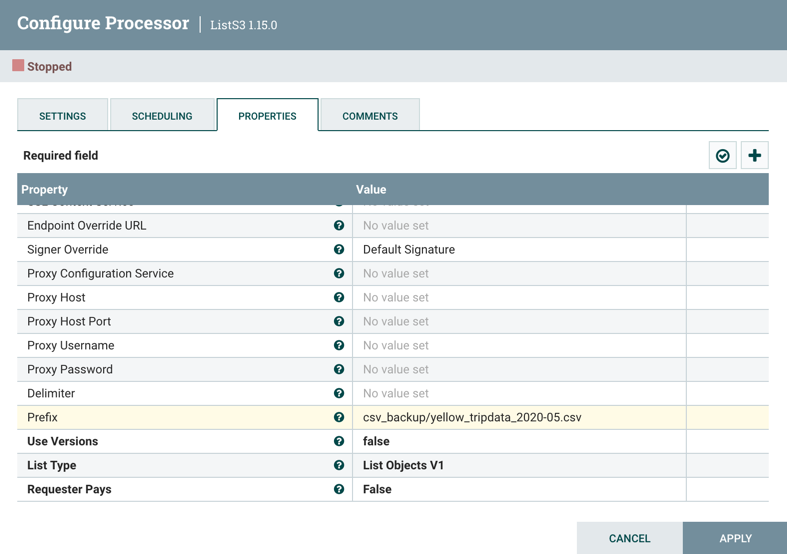 Configure Processor | ListS3 1.15.0
Stopped
SETTINGS SCHEDULING PROPERTIES COMMENTS
Required field
Property Value
Endpoint Override URL No value set
Signer Override Default Signature
Proxy Configuration Service No value set
Proxy Host No value set
Proxy Host Port No value set
Proxy Username No value set
Proxy Password No value set
Delimiter No value set
Prefix csv_backup/yellow_tripdata_2020-05.csv
Use Versions false
List Type List Objects V1
Requester Pays False
CANCEL APPLY